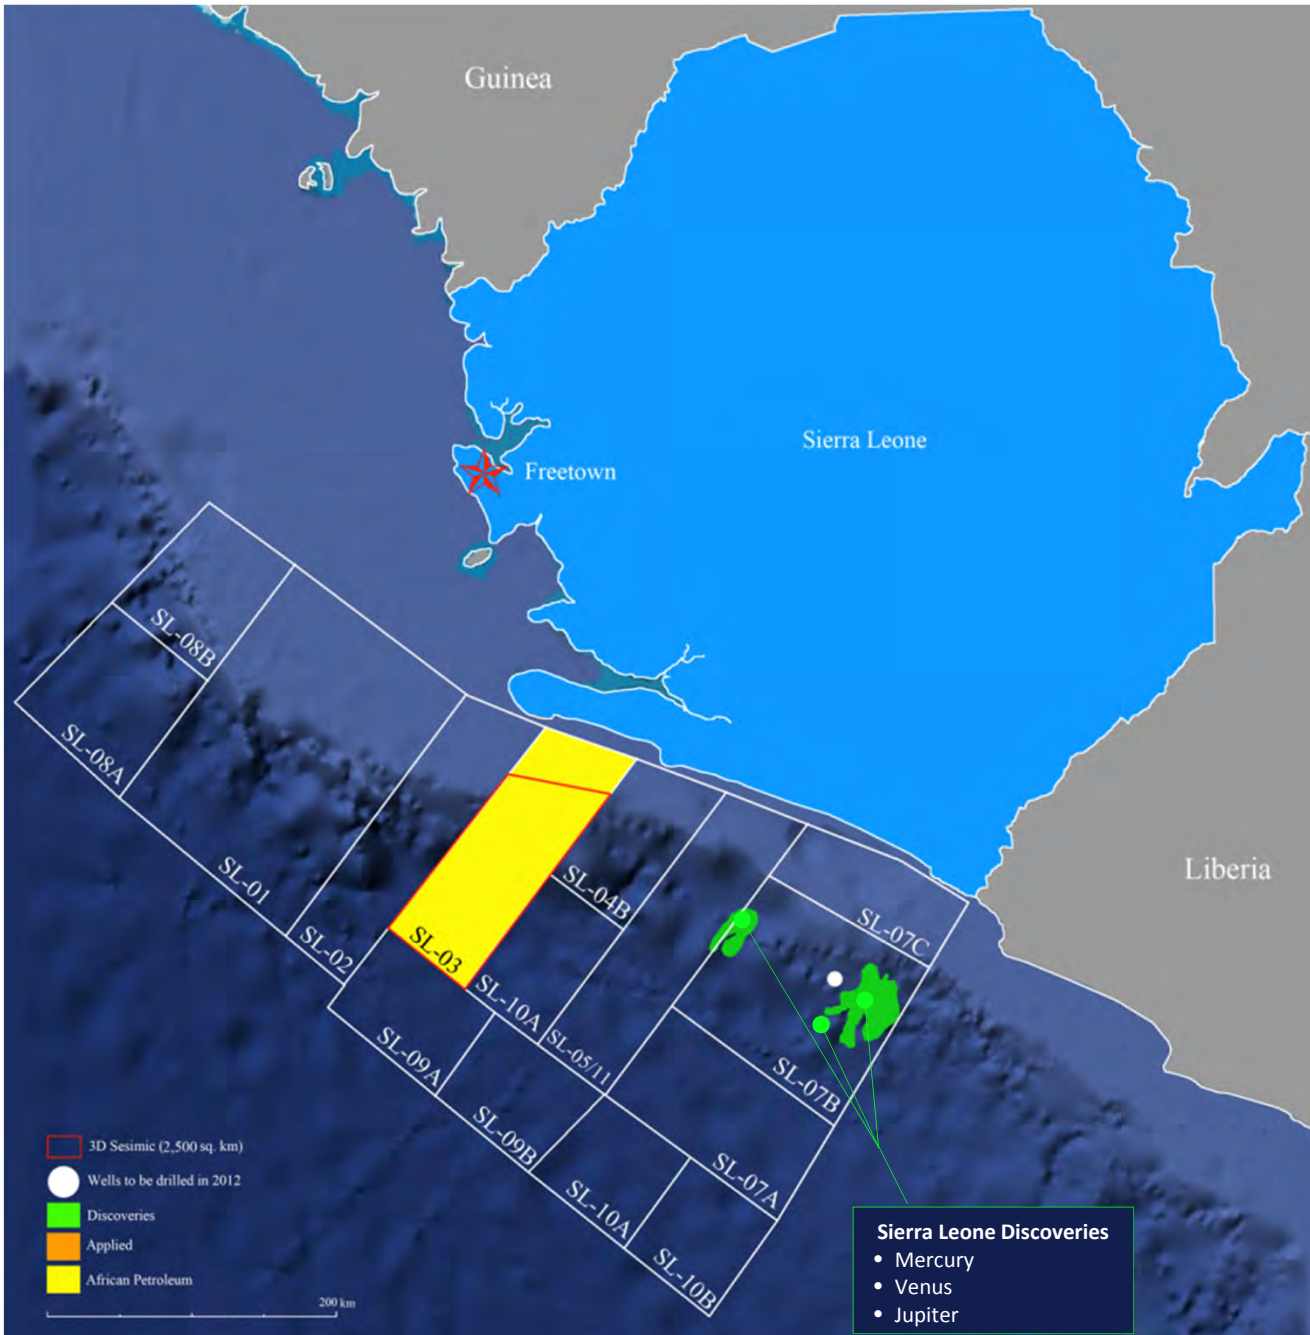 Guinea
Sierra Leone
Freetown
Liberia
SL-08B
SL-08A
SL-01
SL-02
SL-03
SL-04B
SL-10A
SL-05/11
SL-07C
SL-07B
SL-07A
SL-09A
SL-09B
SL-10A
SL-10B
3D Sesimic (2,500 sq. km)
Wells to be drilled in 2012
Discoveries
Applied
African Petroleum
200 km
Sierra Leone Discoveries
• Mercury
• Venus
• Jupiter